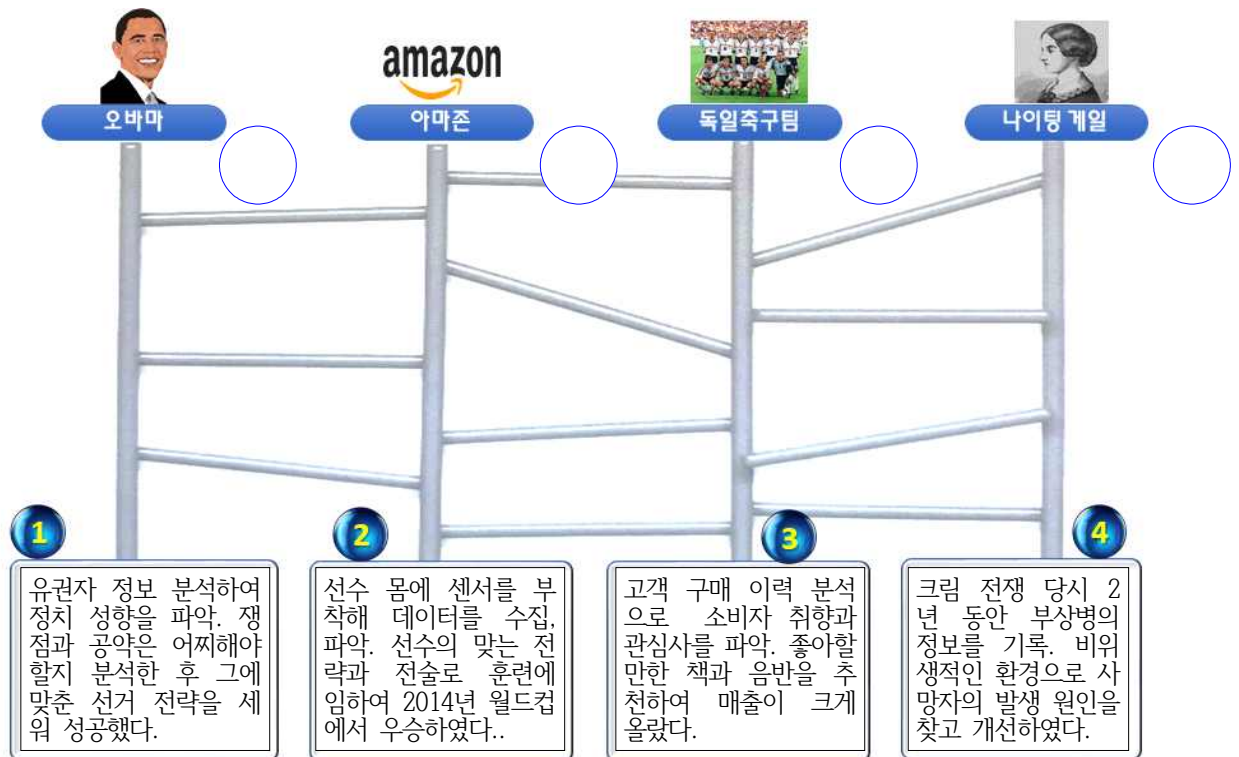 amazon
오바마
아마존
독일축구팀
나이팅게일
1
2
3
4
유권자 정보 분석하여
정치 성향을 파악. 쟁
점과 공약은 어찌해야
할지 분석한 후 그에
맞춘 선거 전략을 세
워 성공했다.
선수 몸에 센서를 부
착해 데이터를 수집,
파악. 선수의 맞는 전
략과 전술로 훈련에
임하여 2014년 월드컵
에서 우승하였다..
고객 구매 이력 분석
으로 소비자 취향과
관심사를 파악. 좋아할
만한 책과 음반을 추
천하여 매출이 크게
올랐다.
크림 전쟁 당시 2
년 동안 부상병의
정보를 기록. 비위
생적인 환경으로 사
망자의 발생 원인을
찾고 개선하였다.